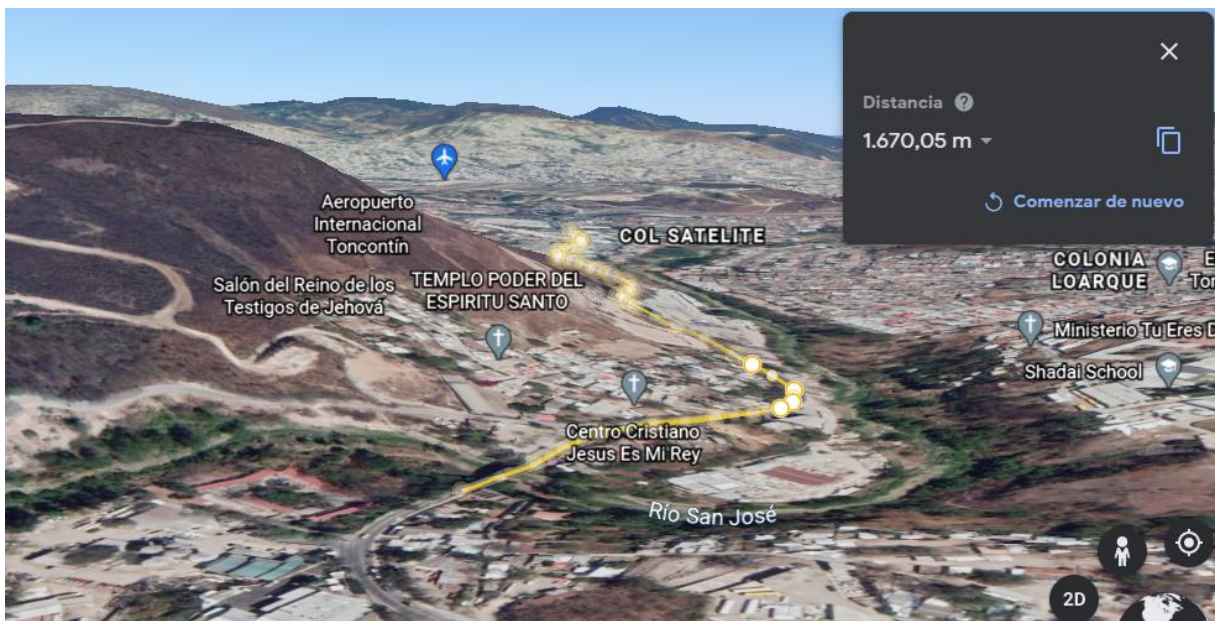 Distancia
1.670,05 m
Comenzar de nuevo
Aeropuerto
Internacional
Toncontín
COL SATELITE
COLONIA
LOARQUE
E
Tor
Salón del Reino de los
Testigos de Jehová
TEMPLO PODER DEL
ESPIRITU SANTO
Ministerio Tu Eres D
Shadai School
Centro Cristiano
Jesus Es Mi Rey
Río San José
2D